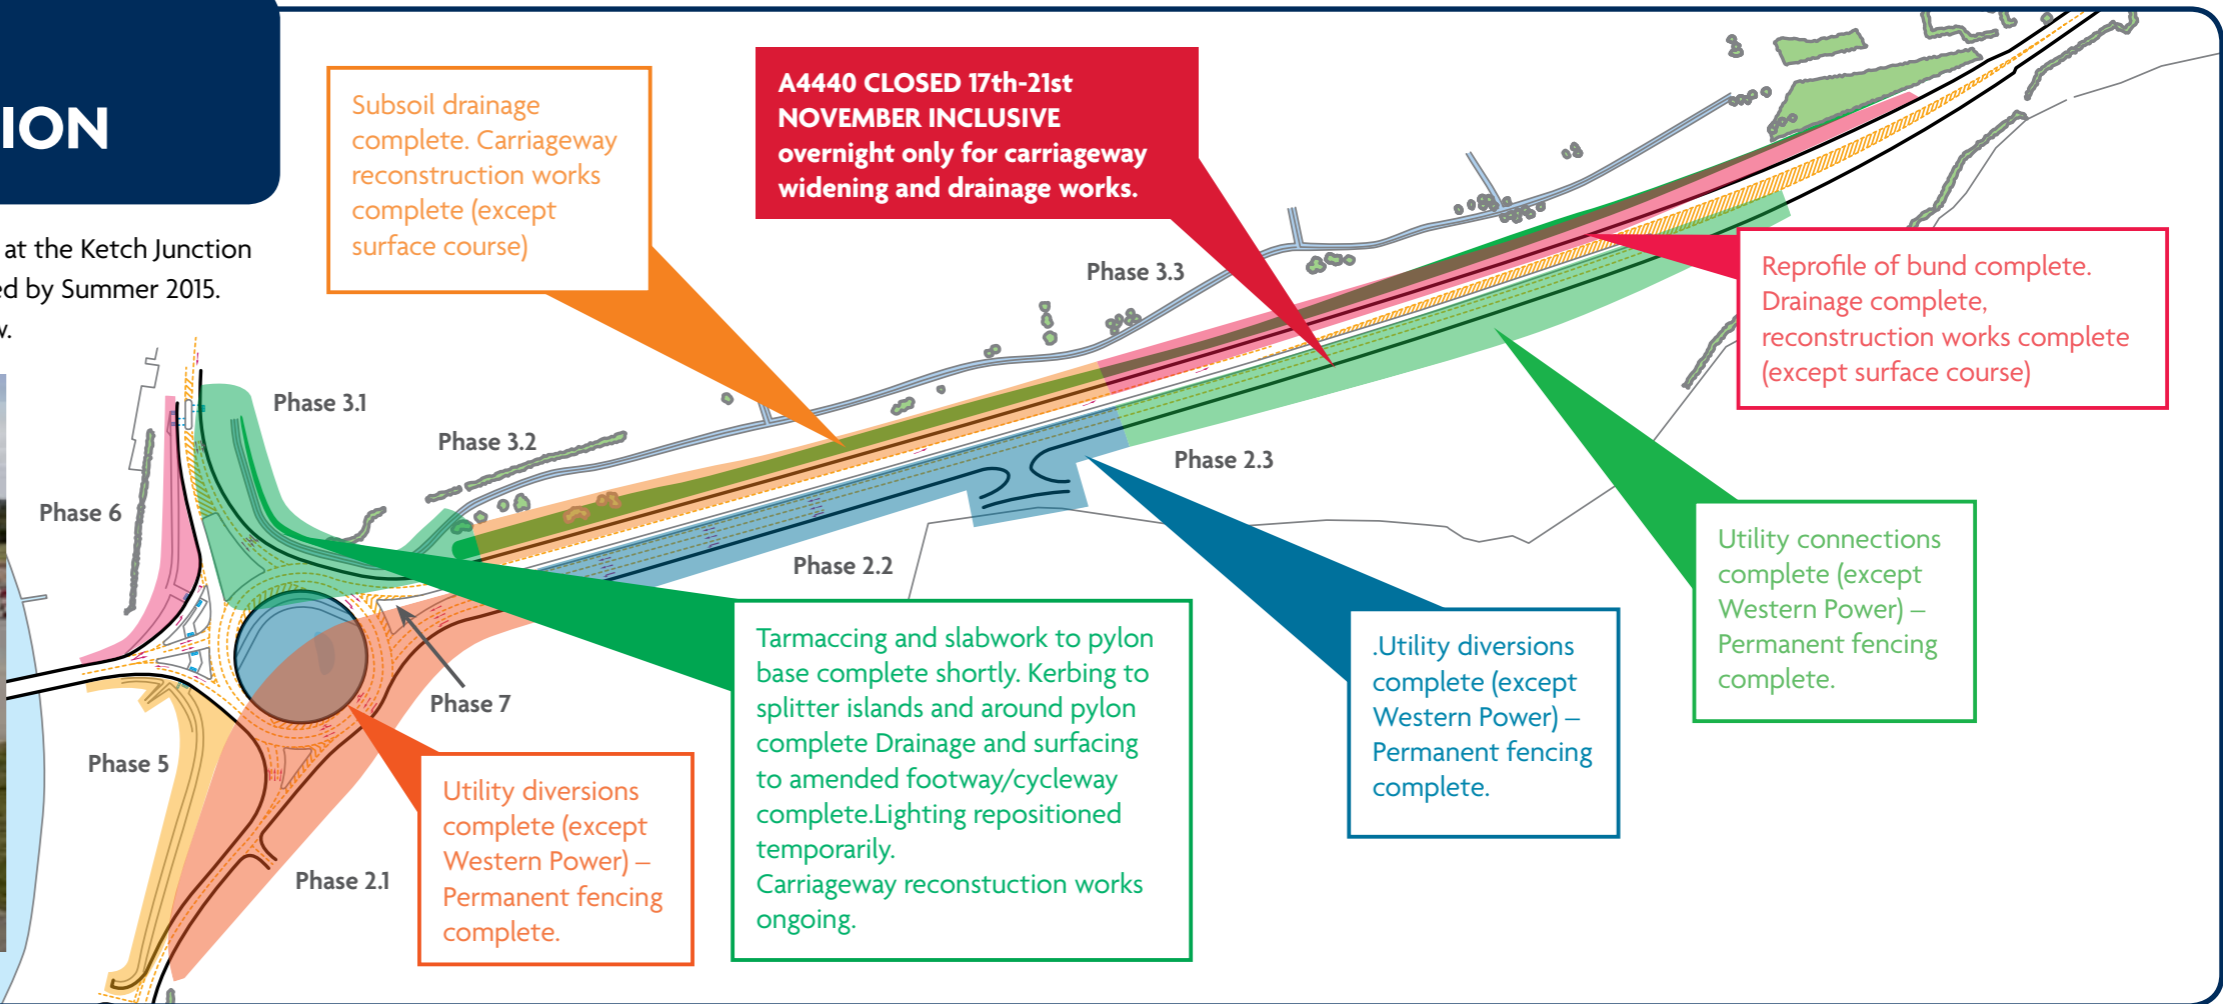 ION
at the Ketch Junction
ed by Summer 2015.
w.
Subsoil drainage
complete. Carriageway
reconstruction works
complete (except
surface course)
A4440 CLOSED 17th-21st
NOVEMBER INCLUSIVE
overnight only for carriageway
widening and drainage works.
Phase 3.3
Reprofile of bund complete.
Drainage complete,
reconstruction works complete
(except surface course)
Phase 3.1
Phase 3.2
Phase 2.3
Phase 6
Phase 2.2
Utility connections
complete (except
Western Power) –
Permanent fencing
complete.
.Utility diversions
complete (except
Western Power) –
Permanent fencing
complete.
Tarmaccing and slabwork to pylon
base complete shortly. Kerbing to
splitter islands and around pylon
complete Drainage and surfacing
to amended footway/cycleway
complete.Lighting repositioned
temporarily.
Carriageway reconstuction works
ongoing.
Phase 7
Phase 5
Utility diversions
complete (except
Western Power) –
Permanent fencing
complete.
Phase 2.1